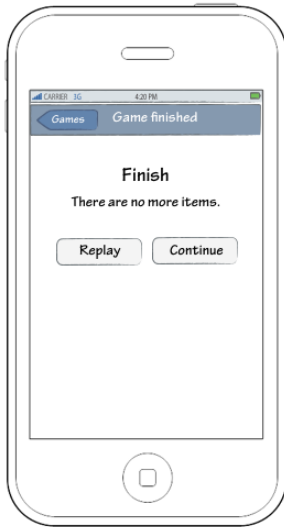 CARRIER 3G 4:20 PM
Games Game finished
Finish
There are no more items.
Replay Continue